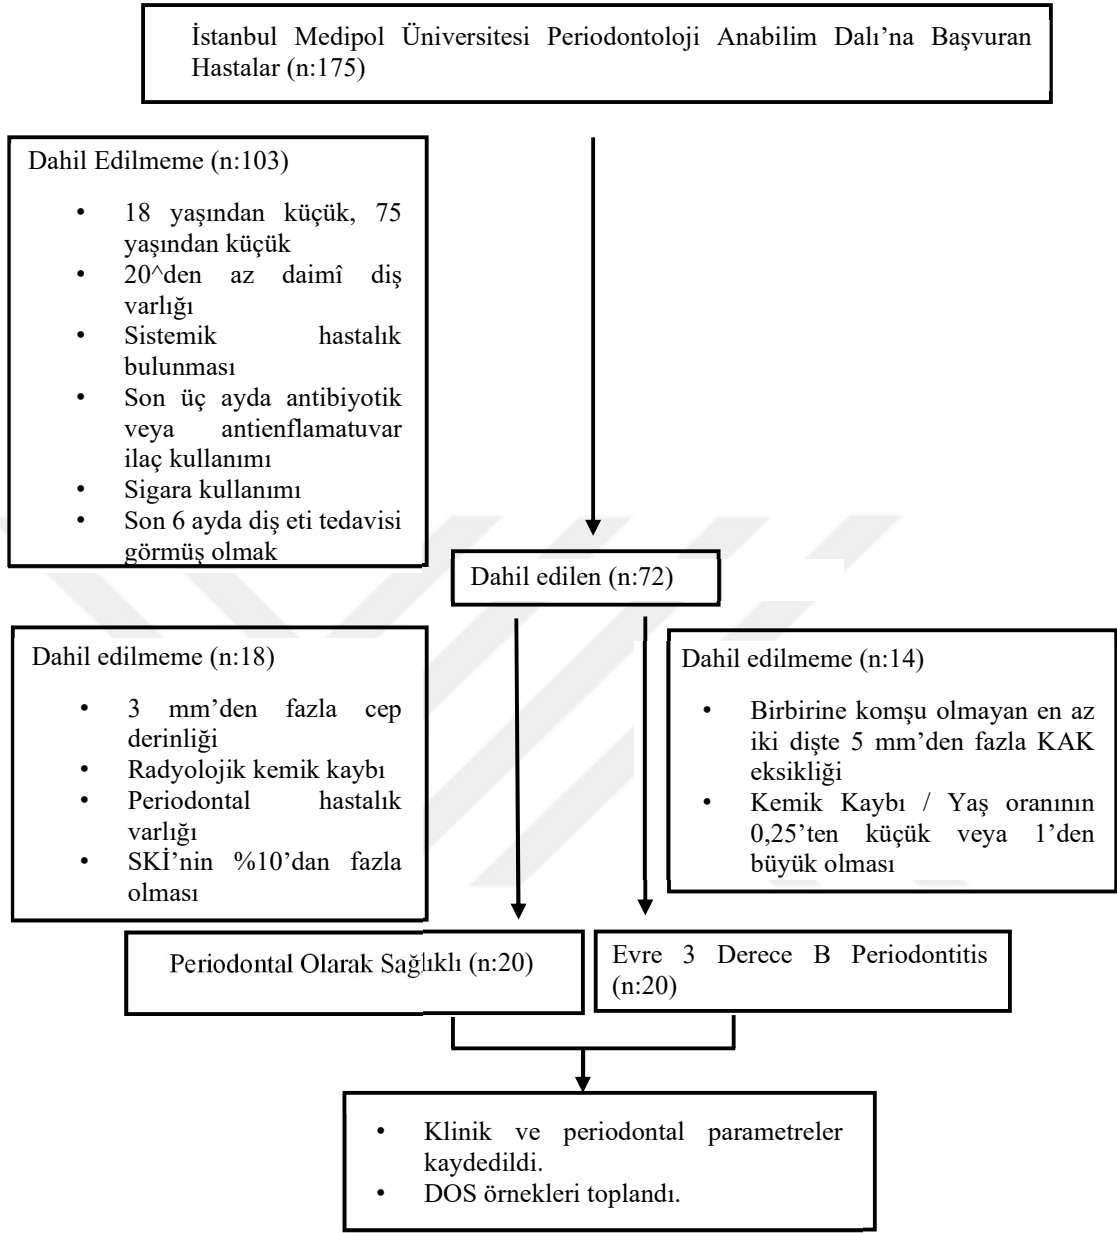 İstanbul Medipol Üniversitesi Periodontoloji Anabilim Dalı’na Başvuran
Hastalar (n:175)
Dahil Edilmeme (n:103)
• 18 yaşından küçük, 75
yaşından küçük
• 20^den az daimî diş
varlığı
• Sistemik hastalık
bulunması
• Son üç ayda antibiyotik
veya antienflamatuvar
ilaç kullanımı
• Sigara kullanımı
• Son 6 ayda diş eti tedavisi
görmüş olmak
Dahil edilen (n:72)
Dahil edilmeme (n:18)
• 3 mm’den fazla cep
derinliği
• Radyolojik kemik kaybı
• Periodontal hastalık
varlığı
• SKİ’nin %10’dan fazla
olması
Dahil edilmeme (n:14)
• Birbirine komşu olmayan en az
iki dişte 5 mm’den fazla KAK
eksikliği
• Kemik Kaybı / Yaş oranının
0,25’ten küçük veya 1’den
büyük olması
Periodontal Olarak Sağlıklı (n:20)
Evre 3 Derece B Periodontitis
(n:20)
• Klinik ve periodontal parametreler
kaydedildi.
• DOS örnekleri toplandı.